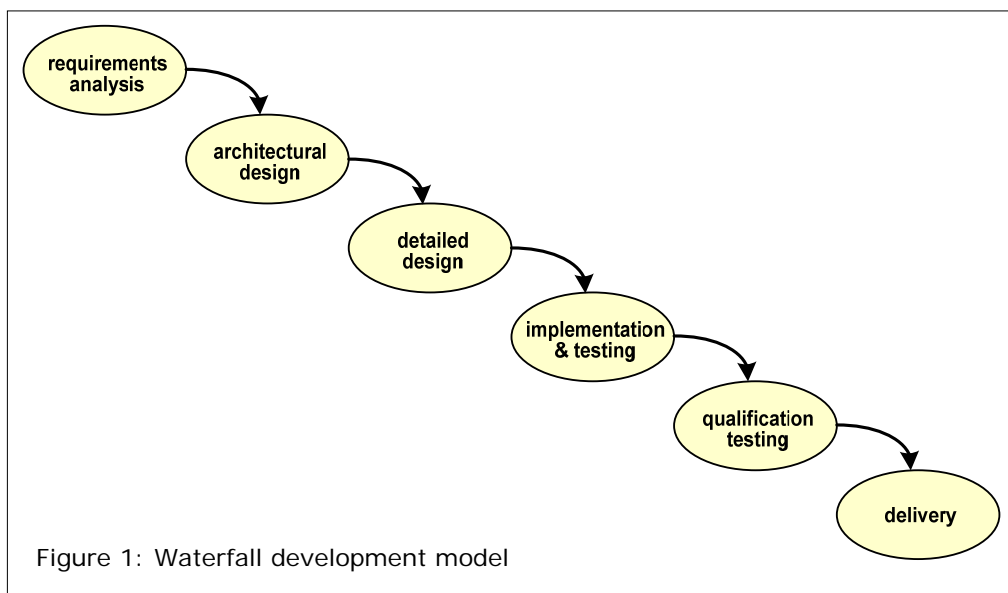 requirements
analysis
architectural
design
detailed
design
implementation
& testing
qualification
testing
delivery
Figure 1: Waterfall development model